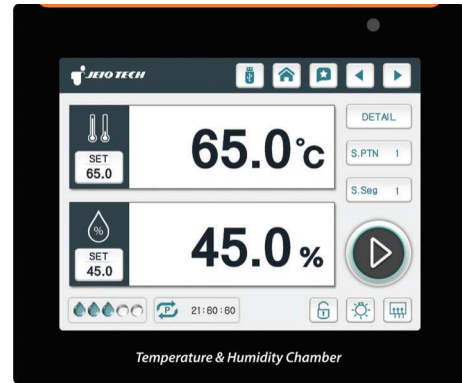 JEIO TECH
DETAIL
65.0°c
SET
65.0
S.PTN 1
S.Seg 1
%
45.0 %
SET
45.0
P 21:60:60
Temperature & Humidity Chamber